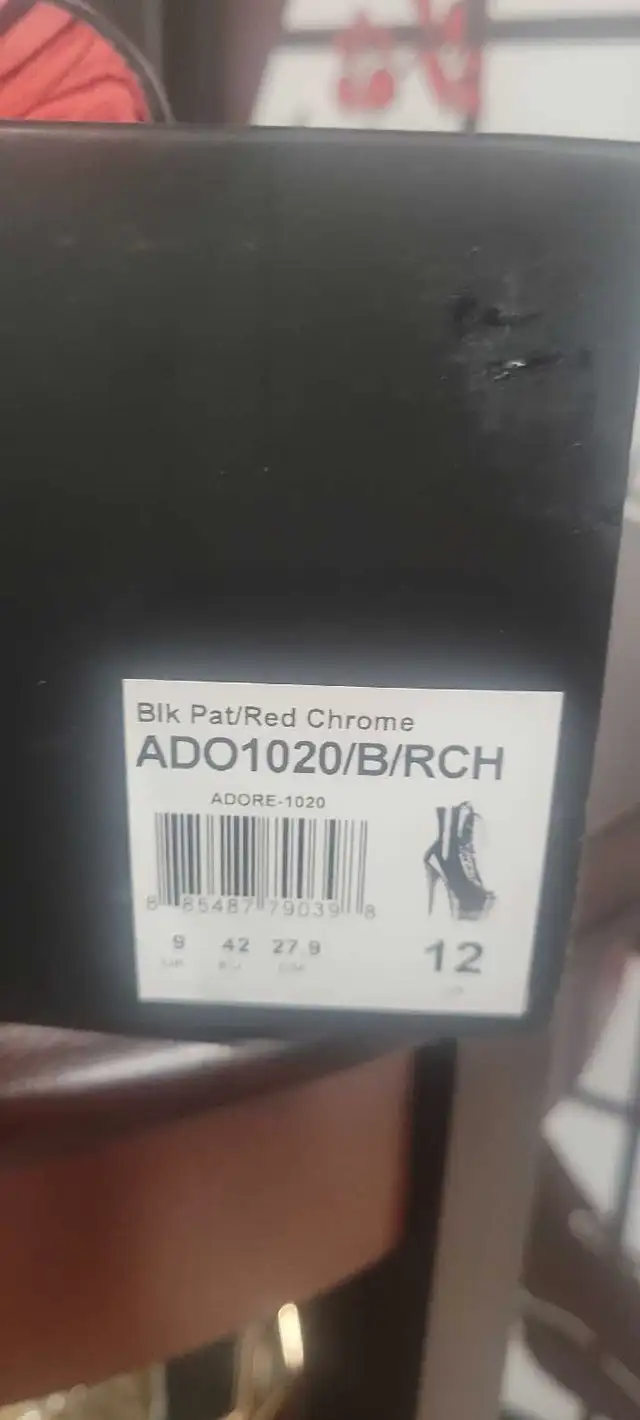 Blk Pat/Red Chrome
ADO1020/B/RCH
ADORE-1020
8 85487 79039 8
9 42 27.9 12